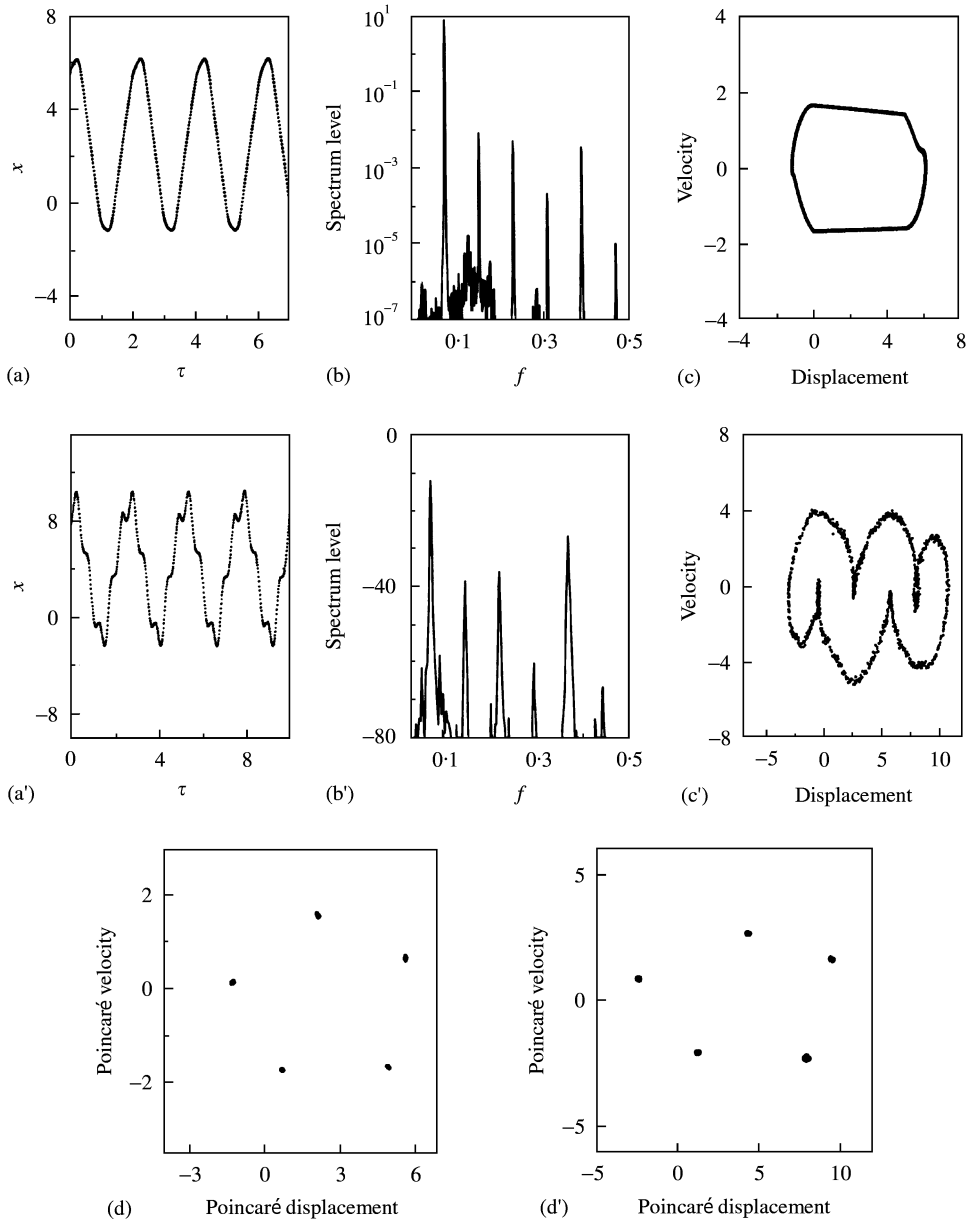 8
4
0
−4
x
0 2 4 6
τ
(a)
10^1
10^−1
10^−3
10^−5
10^−7
Spectrum level
0·1 0·3 0·5
f
(b)
4
2
0
−2
−4
Velocity
−4 0 4 8
Displacement
(c)
8
0
−8
x
0 4 8
τ
(a')
0
−40
−80
Spectrum level
0·1 0·3 0·5
f
(b')
8
4
0
−4
−8
Velocity
−5 0 5 10
Displacement
(c')
2
0
−2
Poincaré velocity
−3 0 3 6
Poincaré displacement
(d)
5
0
−5
Poincaré velocity
−5 0 5 10
Poincaré displacement
(d')